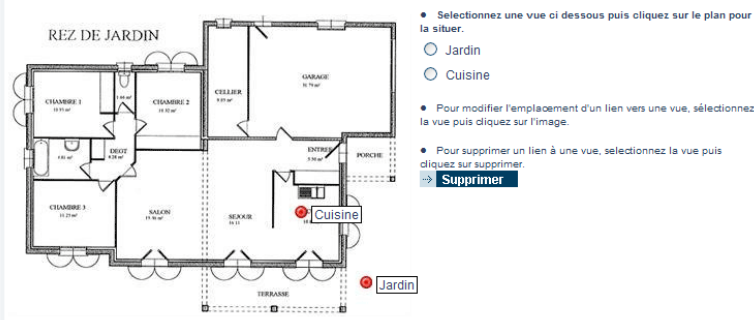 REZ DE JARDIN
CHAMBRE 1
CHAMBRE 2
CELLIER
GARAGE
DEGT
ENTREE
PORCHE
CHAMBRE 3
SALON
SEJOUR
Cuisine
Jardin
TERRASSE
● Selectionnez une vue ci dessous puis cliquez sur le plan pour
la situer.
Jardin
Cuisine
● Pour modifier l'emplacement d'un lien vers une vue, sélectionnez
la vue puis cliquez sur l'image.
● Pour supprimer un lien à une vue, selectionnez la vue puis
cliquez sur supprimer.
Supprimer